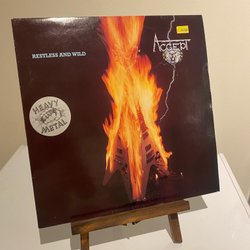 RESTLESS AND WILD
ACCEPT
HEAVY
METAL